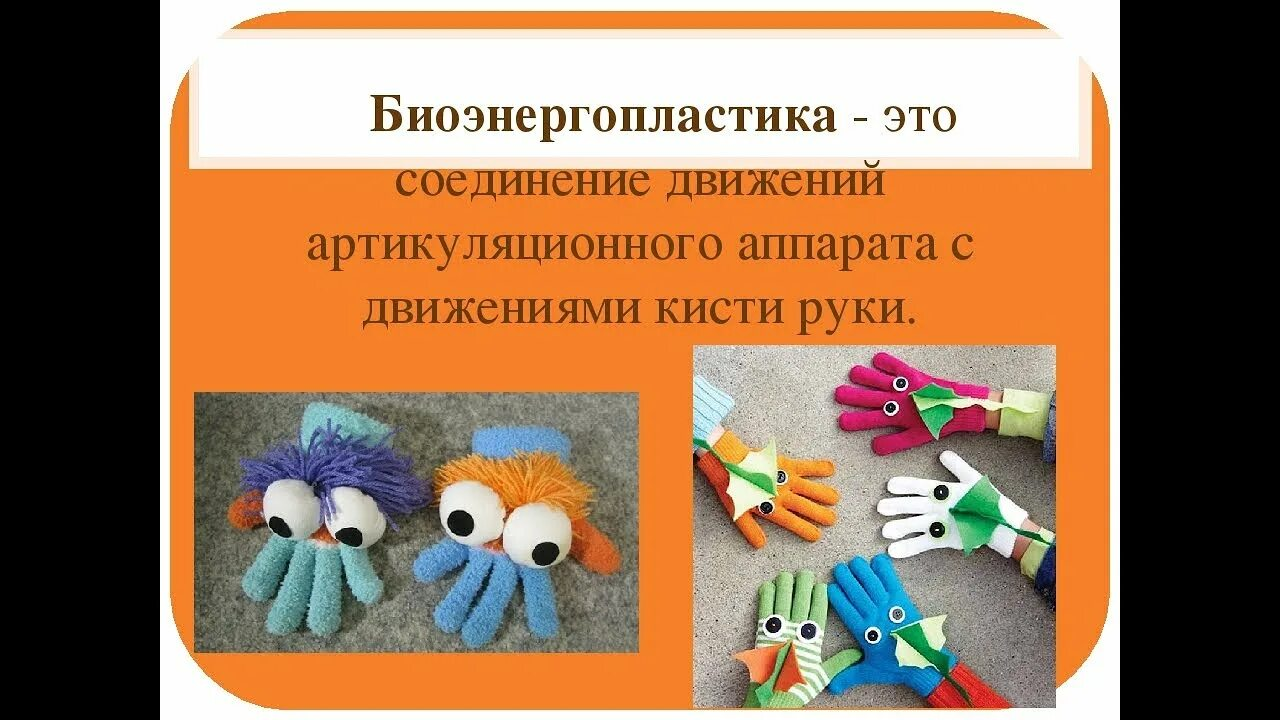 Биоэнергопластика - это
соединение движений
артикуляционного аппарата с
движениями кисти руки.